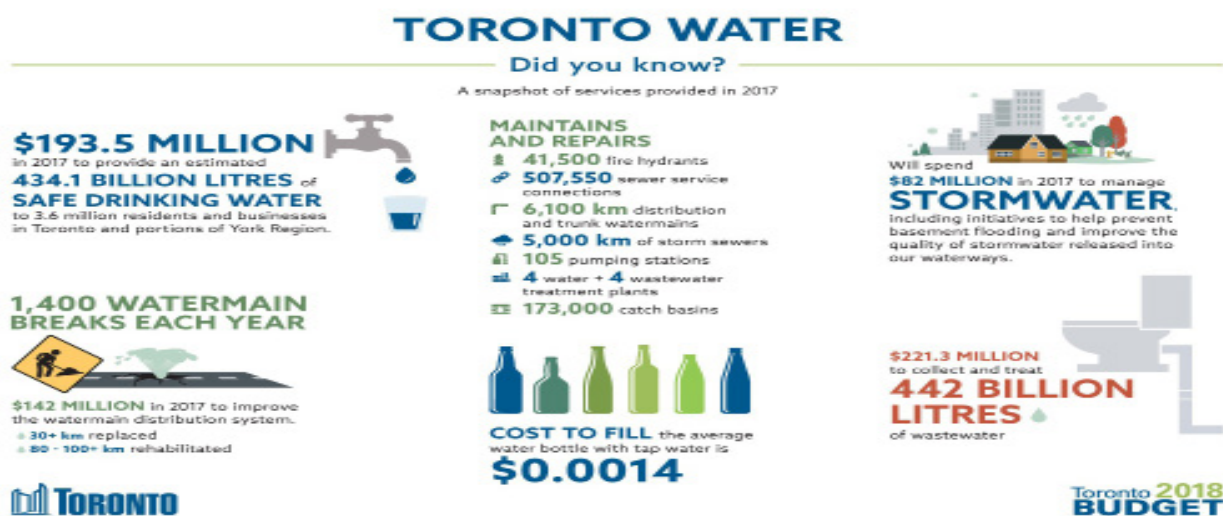 TORONTO WATER
Did you know?
A snapshot of services provided in 2017
$193.5 MILLION
in 2017 to provide an estimated
434.1 BILLION LITRES of
SAFE DRINKING WATER
to 3.6 million residents and businesses
in Toronto and portions of York Region.
1,400 WATERMAIN
BREAKS EACH YEAR
$142 MILLION in 2017 to improve
the watermain distribution system.
30+ km replaced
80 - 100+ km rehabilitated
MAINTAINS
AND REPAIRS
41,500 fire hydrants
507,550 sewer service
connections
6,100 km distribution
and trunk watermains
5,000 km of storm sewers
105 pumping stations
4 water + 4 wastewater
treatment plants
173,000 catch basins
COST TO FILL the average
water bottle with tap water is
$0.0014
Will spend
$82 MILLION in 2017 to manage
STORMWATER,
including initiatives to help prevent
basement flooding and improve the
quality of stormwater released into
our waterways.
$221.3 MILLION
to collect and treat
442 BILLION
LITRES
of wastewater
TORONTO
Toronto 2018
BUDGET